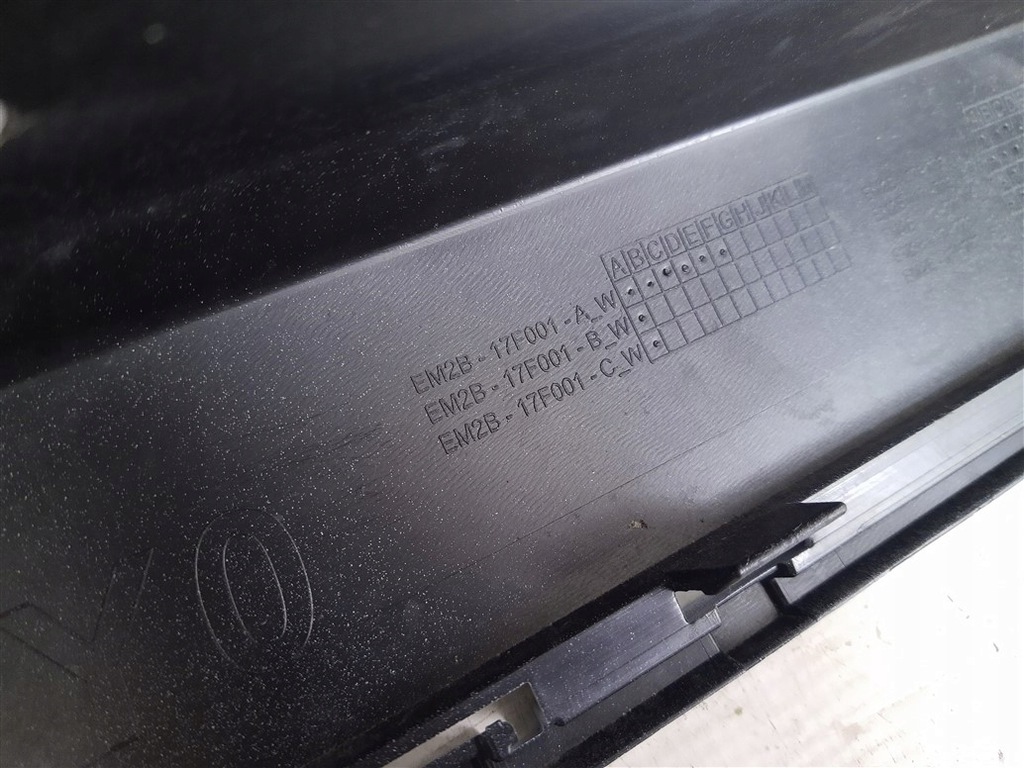 A B C D E F G H J K L M
EM2B - 17F001 - A_W
EM2B - 17F001 - B_W
EM2B - 17F001 - C_W